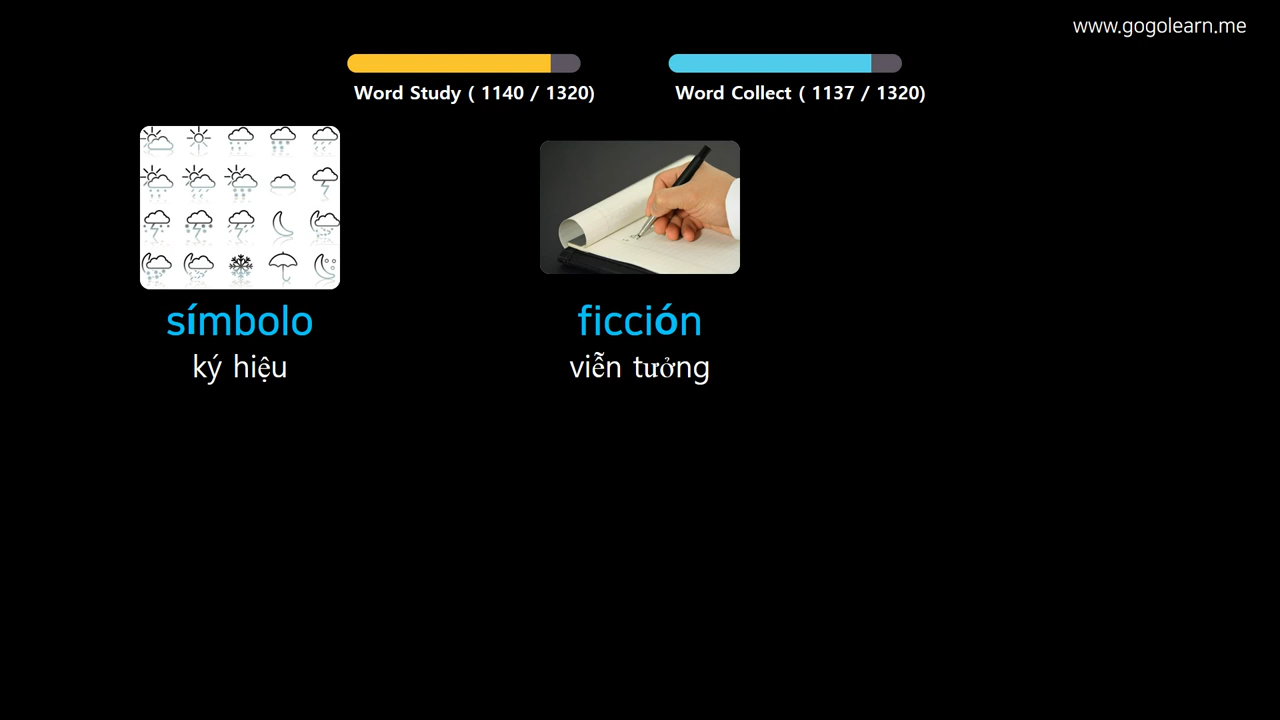 www.gogolearn.me
Word Study ( 1140 / 1320)
Word Collect ( 1137 / 1320)
símbolo
ký hiệu
ficción
viễn tưởng